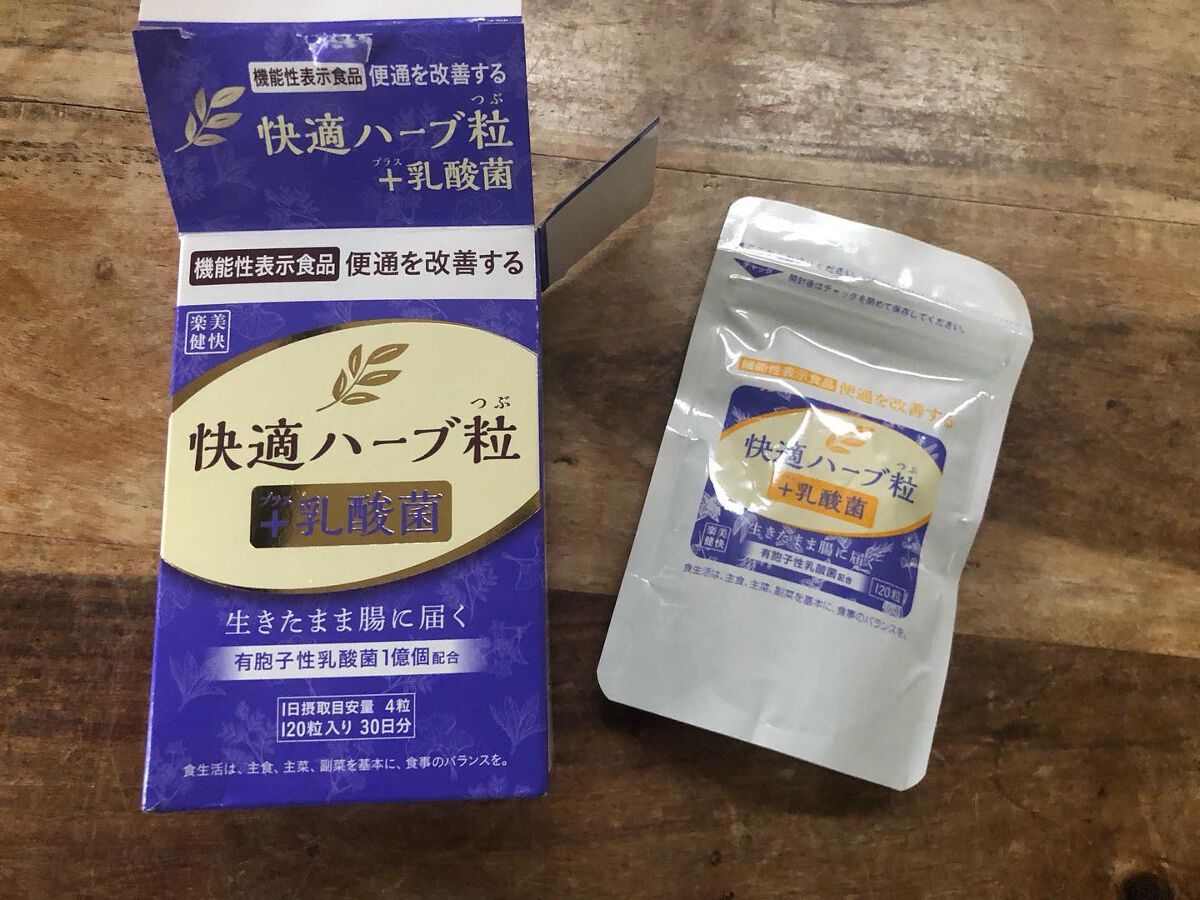 機能性表示食品 便通を改善する
つぶ
快適ハーブ粒
プラス
+乳酸菌
機能性表示食品 便通を改善する
楽美
健快
つぶ
快適ハーブ粒
プラス
+乳酸菌
生きたまま腸に届く
有胞子性乳酸菌1億個配合
1日摂取目安量 4粒
120粒入り 30日分
食生活は、主食、主菜、副菜を基本に、食事のバランスを。
チャック
開封後はチャックを閉めて保存してください。
機能性表示食品 便通を改善する
快適ハーブ粒
つぶ
+乳酸菌
楽美
健快
生きたまま腸に届く
有胞子性乳酸菌配合
120粒
食生活は、主食、主菜、副菜を基本に、食事のバランスを。